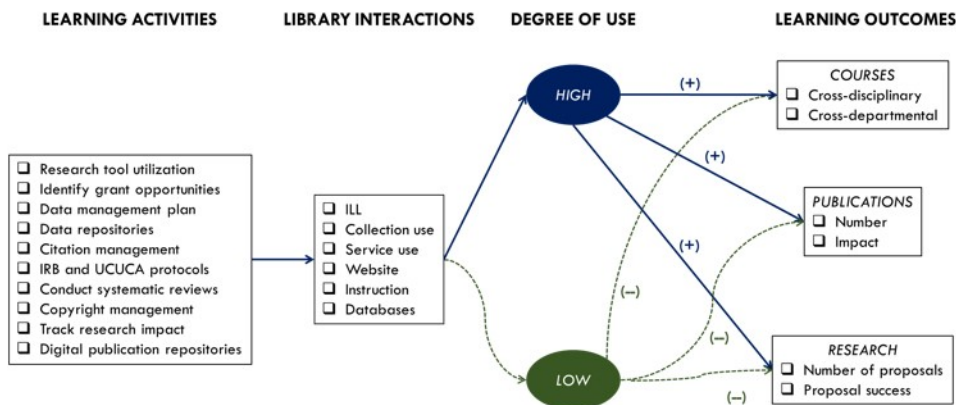 LEARNING ACTIVITIES
LIBRARY INTERACTIONS
DEGREE OF USE
LEARNING OUTCOMES
Research tool utilization
Identify grant opportunities
Data management plan
Data repositories
Citation management
IRB and UCUCA protocols
Conduct systematic reviews
Copyright management
Track research impact
Digital publication repositories
ILL
Collection use
Service use
Website
Instruction
Databases
HIGH
LOW
(+)
(+)
(+)
(–)
(–)
(–)
COURSES
Cross-disciplinary
Cross-departmental
PUBLICATIONS
Number
Impact
RESEARCH
Number of proposals
Proposal success